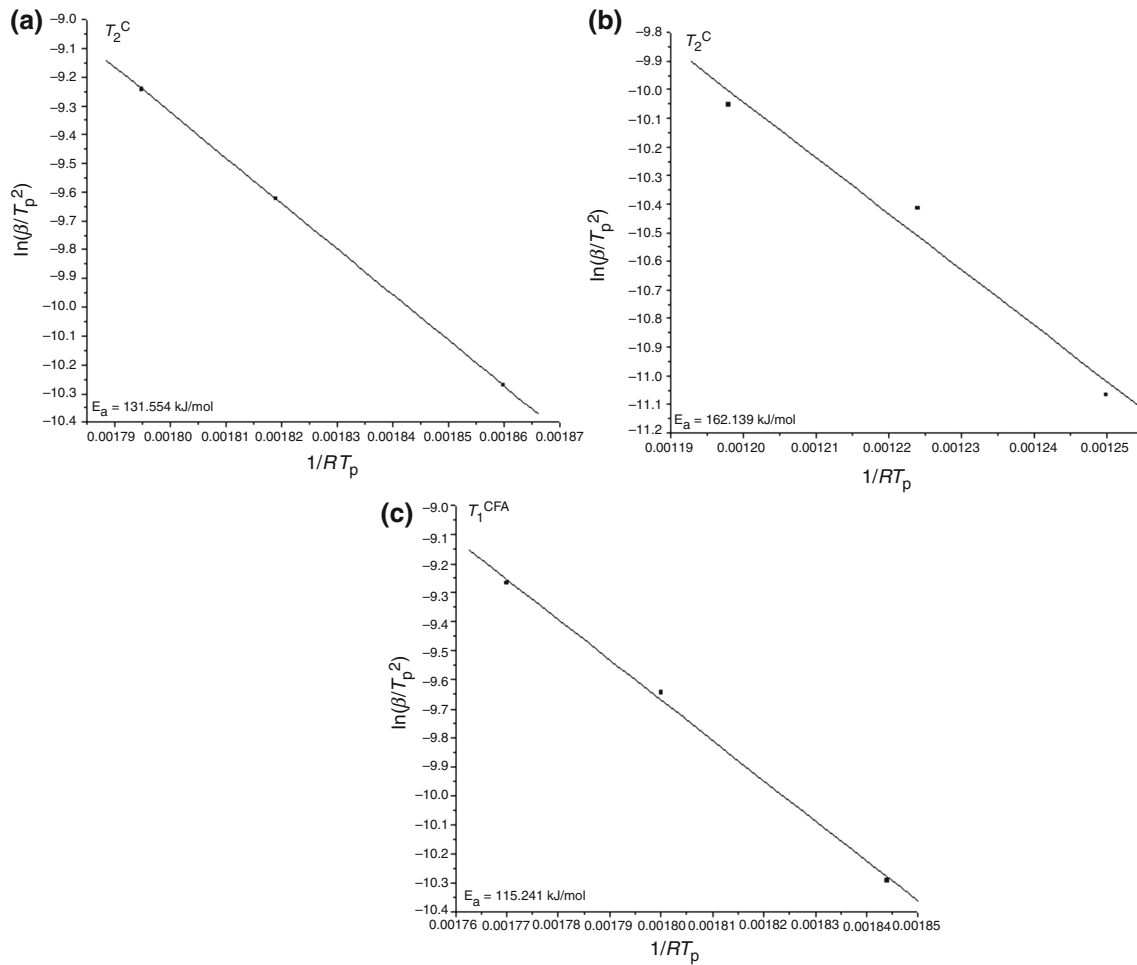 (a)
T₂ᶜ
–9.0
–9.1
–9.2
–9.3
–9.4
–9.5
–9.6
–9.7
–9.8
–9.9
–10.0
–10.1
–10.2
–10.3
–10.4
ln(β/Tₚ²)
Eₐ = 131.554 kJ/mol
0.00179 0.00180 0.00181 0.00182 0.00183 0.00184 0.00185 0.00186 0.00187
1/RTₚ
(b)
T₂ᶜ
–9.8
–9.9
–10.0
–10.1
–10.2
–10.3
–10.4
–10.5
–10.6
–10.7
–10.8
–10.9
–11.0
–11.1
–11.2
ln(β/Tₚ²)
Eₐ = 162.139 kJ/mol
0.00119 0.00120 0.00121 0.00122 0.00123 0.00124 0.00125
1/RTₚ
(c)
T₁ᶜᶠᴬ
–9.0
–9.1
–9.2
–9.3
–9.4
–9.5
–9.6
–9.7
–9.8
–9.9
–10.0
–10.1
–10.2
–10.3
–10.4
ln(β/Tₚ²)
Eₐ = 115.241 kJ/mol
0.00176 0.00177 0.00178 0.00179 0.00180 0.00181 0.00182 0.00183 0.00184 0.00185
1/RTₚ